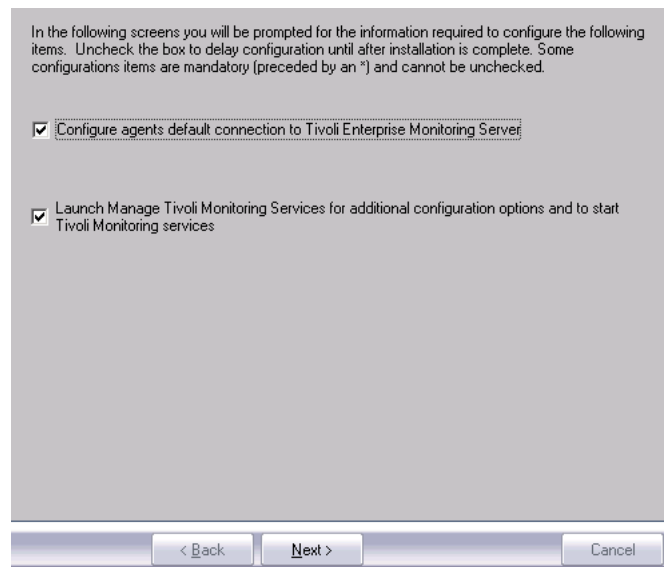 In the following screens you will be prompted for the information required to configure the following
items.  Uncheck the box to delay configuration until after installation is complete. Some
configurations items are mandatory (preceded by an *) and cannot be unchecked.
Configure agents default connection to Tivoli Enterprise Monitoring Server
Launch Manage Tivoli Monitoring Services for additional configuration options and to start
Tivoli Monitoring services
< Back
Next >
Cancel